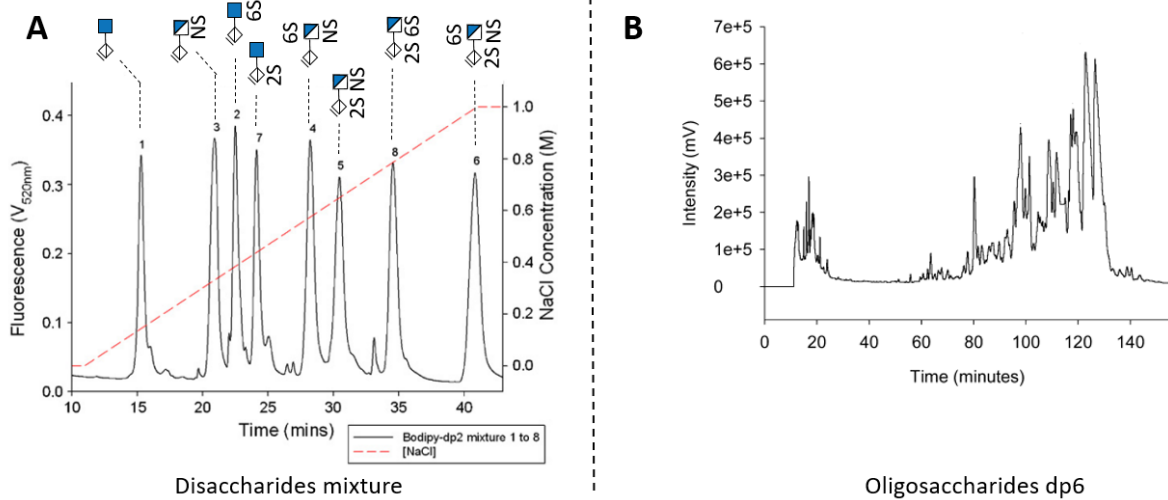 A
NS
6S
2S
6S
NS
2S NS
6S
2S
6S
2S NS
1
3
2
7
4
5
8
6
0.4
0.3
0.2
0.1
0.0
Fluorescence (V520nm)
1.0
0.8
0.6
0.4
0.2
0.0
NaCl Concentration (M)
10
15
20
25
30
35
40
Time (mins)
Bodipy-dp2 mixture 1 to 8
[NaCl]
Disaccharides mixture
B
7e+5
6e+5
5e+5
4e+5
3e+5
2e+5
1e+5
0
Intensity (mV)
0
20
40
60
80
100
120
140
Time (minutes)
Oligosaccharides dp6